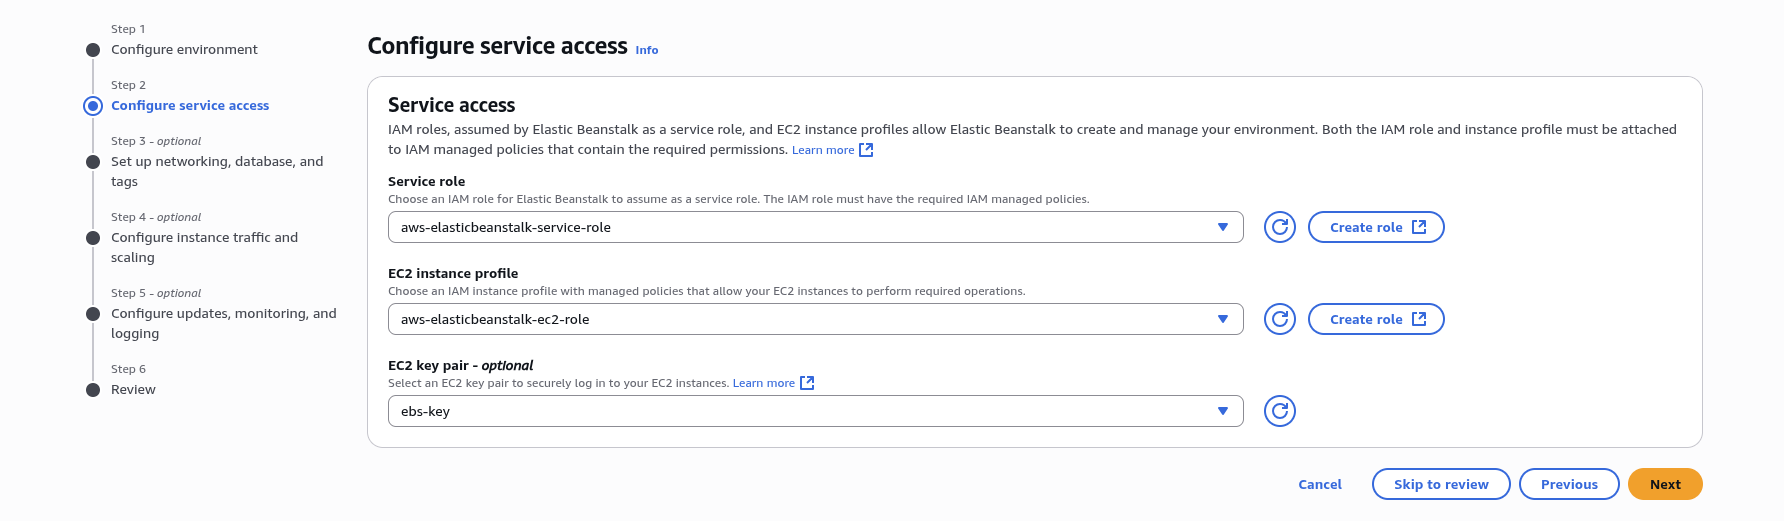 Step 1
Configure environment
Step 2
Configure service access
Step 3 - optional
Set up networking, database, and
tags
Step 4 - optional
Configure instance traffic and
scaling
Step 5 - optional
Configure updates, monitoring, and
logging
Step 6
Review
Configure service access Info
Service access
IAM roles, assumed by Elastic Beanstalk as a service role, and EC2 instance profiles allow Elastic Beanstalk to create and manage your environment. Both the IAM role and instance profile must be attached
to IAM managed policies that contain the required permissions. Learn more
Service role
Choose an IAM role for Elastic Beanstalk to assume as a service role. The IAM role must have the required IAM managed policies.
aws-elasticbeanstalk-service-role
Create role
EC2 instance profile
Choose an IAM instance profile with managed policies that allow your EC2 instances to perform required operations.
aws-elasticbeanstalk-ec2-role
Create role
EC2 key pair - optional
Select an EC2 key pair to securely log in to your EC2 instances. Learn more
ebs-key
Cancel
Skip to review
Previous
Next